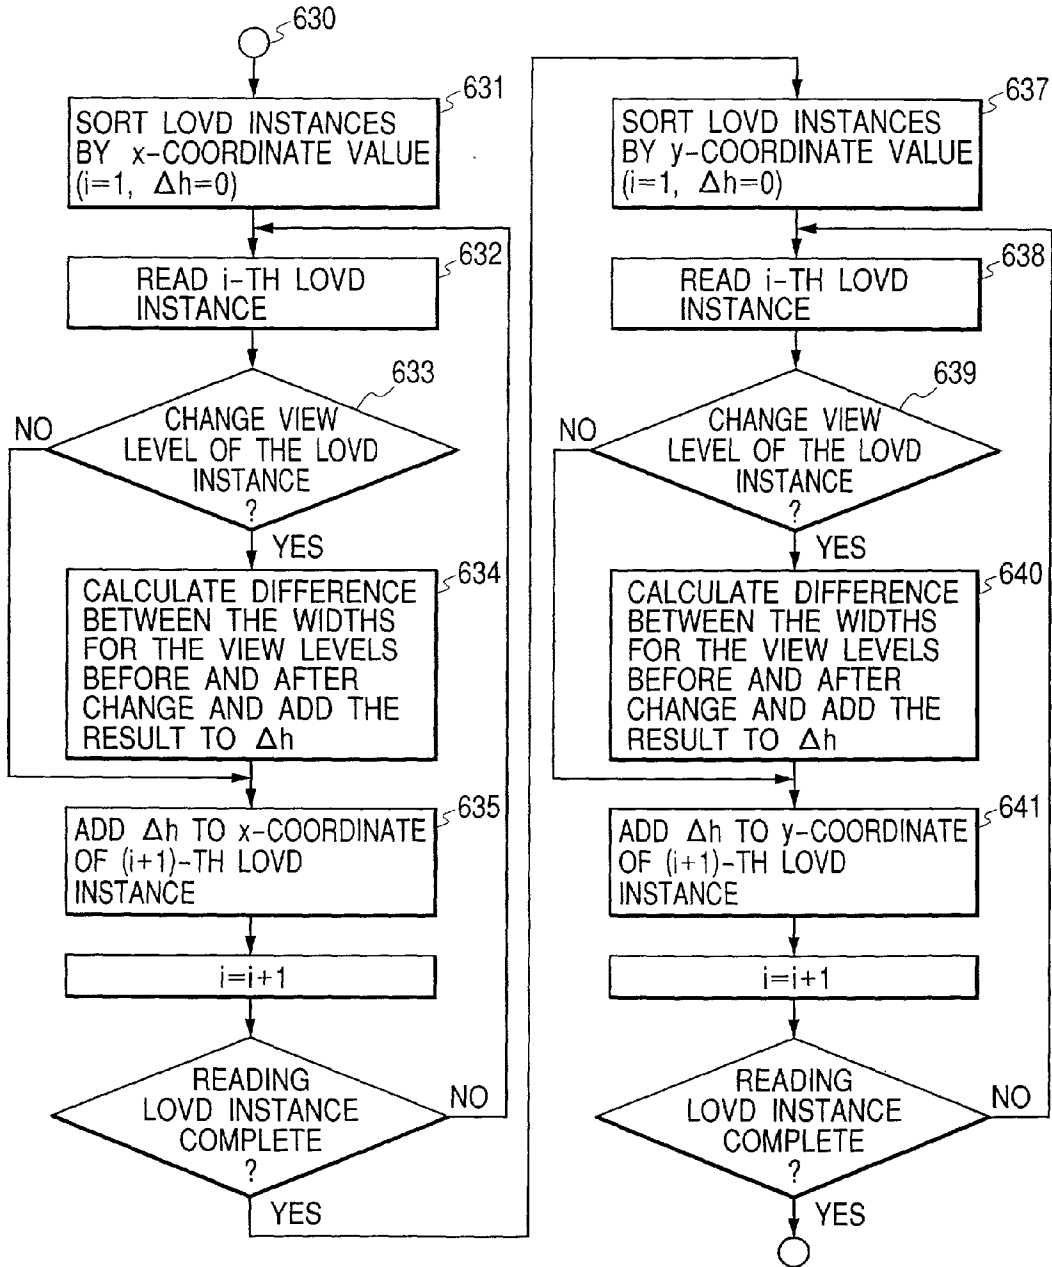 630
631
SORT LOVD INSTANCES
BY x-COORDINATE VALUE
(i=1, Δh=0)
632
READ i-TH LOVD
INSTANCE
633
NO
CHANGE VIEW
LEVEL OF THE LOVD
INSTANCE
?
YES
634
CALCULATE DIFFERENCE
BETWEEN THE WIDTHS
FOR THE VIEW LEVELS
BEFORE AND AFTER
CHANGE AND ADD THE
RESULT TO Δh
635
ADD Δh TO x-COORDINATE
OF (i+1)-TH LOVD
INSTANCE
i=i+1
READING
LOVD INSTANCE
COMPLETE
?
NO
YES
637
SORT LOVD INSTANCES
BY y-COORDINATE VALUE
(i=1, Δh=0)
638
READ i-TH LOVD
INSTANCE
639
NO
CHANGE VIEW
LEVEL OF THE LOVD
INSTANCE
?
YES
640
CALCULATE DIFFERENCE
BETWEEN THE WIDTHS
FOR THE VIEW LEVELS
BEFORE AND AFTER
CHANGE AND ADD THE
RESULT TO Δh
641
ADD Δh TO y-COORDINATE
OF (i+1)-TH LOVD
INSTANCE
i=i+1
READING
LOVD INSTANCE
COMPLETE
?
NO
YES